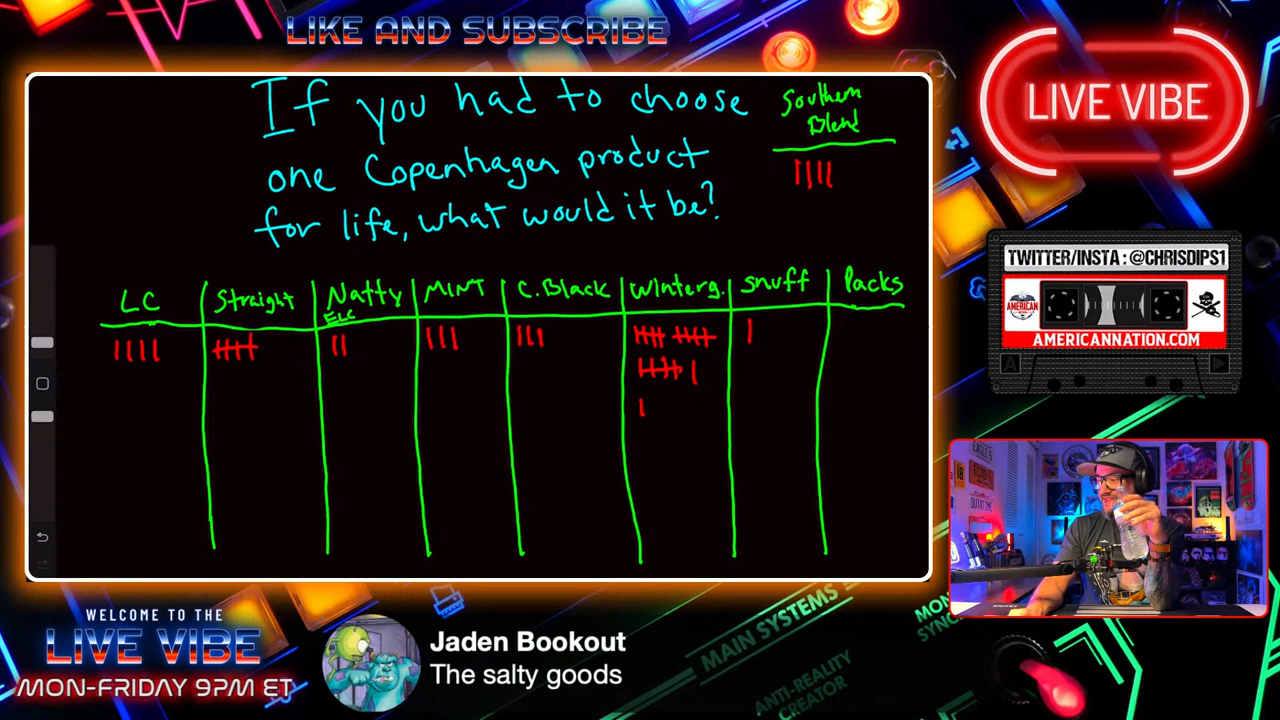 LIKE AND SUBSCRIBE
If you had to choose
one Copenhagen product
for life, what would it be?
Southern
Blend
LC
Straight
Natty
ELC
MINT
C Black
Winterg.
Snuff
Packs
LIVE VIBE
TWITTER/INSTA : @CHRISDIPS1
AMERICAN
AMERICANNATION.COM
A
WELCOME TO THE
LIVE VIBE
MON-FRIDAY 9PM ET
Jaden Bookout
The salty goods
MAIN SYSTEMS
ANTI-REALITY
CREATOR